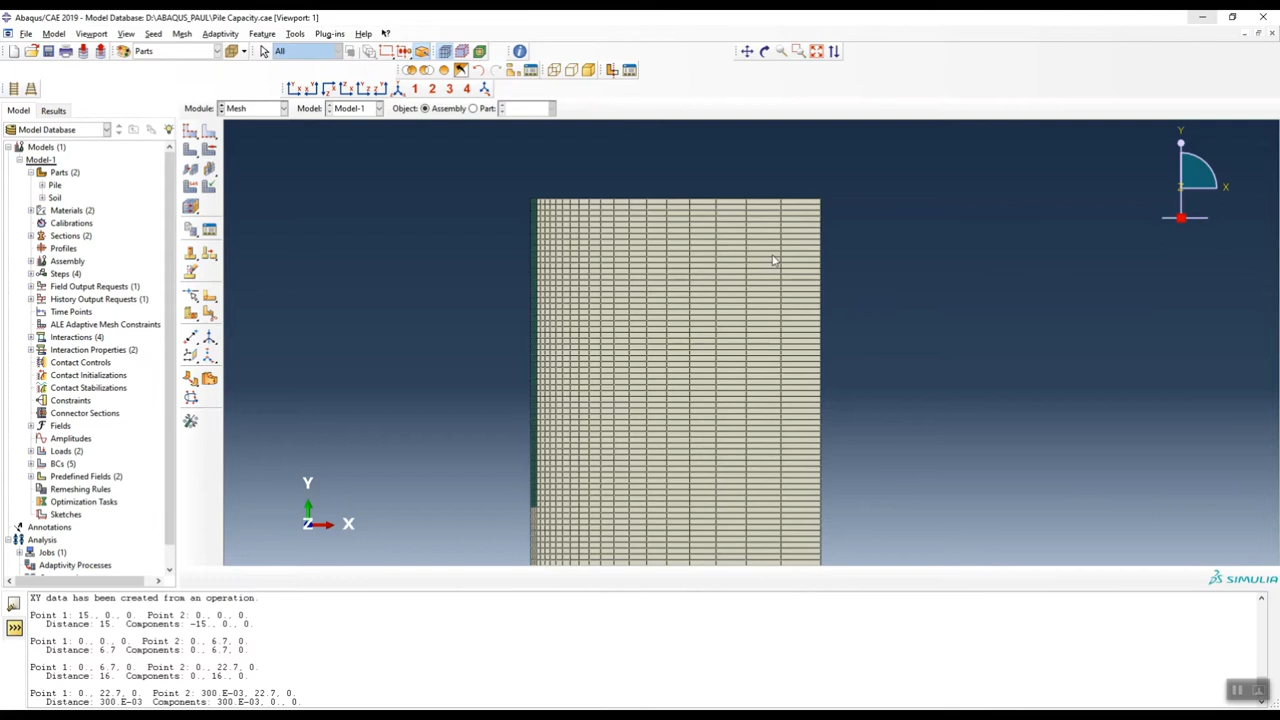 Abaqus/CAE 2019 - Model Database: D:\ABAQUS_PAUL\Pile Capacity.cae [Viewport: 1]
File Model Viewport View Seed Mesh Adaptivity Feature Tools Plug-ins Help
Parts All
1 2 3 4
Model Results Module: Mesh Model: Model-1 Object: Assembly Part:
Model Database
Models (1)
Model-1
Parts (2)
Pile
Soil
Materials (2)
Calibrations
Sections (2)
Profiles
Assembly
Steps (4)
Field Output Requests (1)
History Output Requests (1)
Time Points
ALE Adaptive Mesh Constraints
Interactions (4)
Interaction Properties (2)
Contact Controls
Contact Initializations
Contact Stabilizations
Constraints
Connector Sections
Fields
Amplitudes
Loads (2)
BCs (5)
Predefined Fields (2)
Remeshing Rules
Optimization Tasks
Sketches
Annotations
Analysis
Jobs (1)
Adaptivity Processes
Y
X
Z
Y
Z
X
SIMULIA
XY data has been created from an operation.
Point 1: 15., 0., 0. Point 2: 0., 0., 0.
Distance: 15. Components: -15., 0., 0.
Point 1: 0., 0., 0. Point 2: 0., 6.7, 0.
Distance: 6.7 Components: 0., 6.7, 0.
Point 1: 0., 6.7, 0. Point 2: 0., 22.7, 0.
Distance: 16. Components: 0., 16., 0.
Point 1: 0., 22.7, 0. Point 2: 300.E-03, 22.7, 0.
Distance: 300.E-03 Components: 300.E-03, 0., 0.